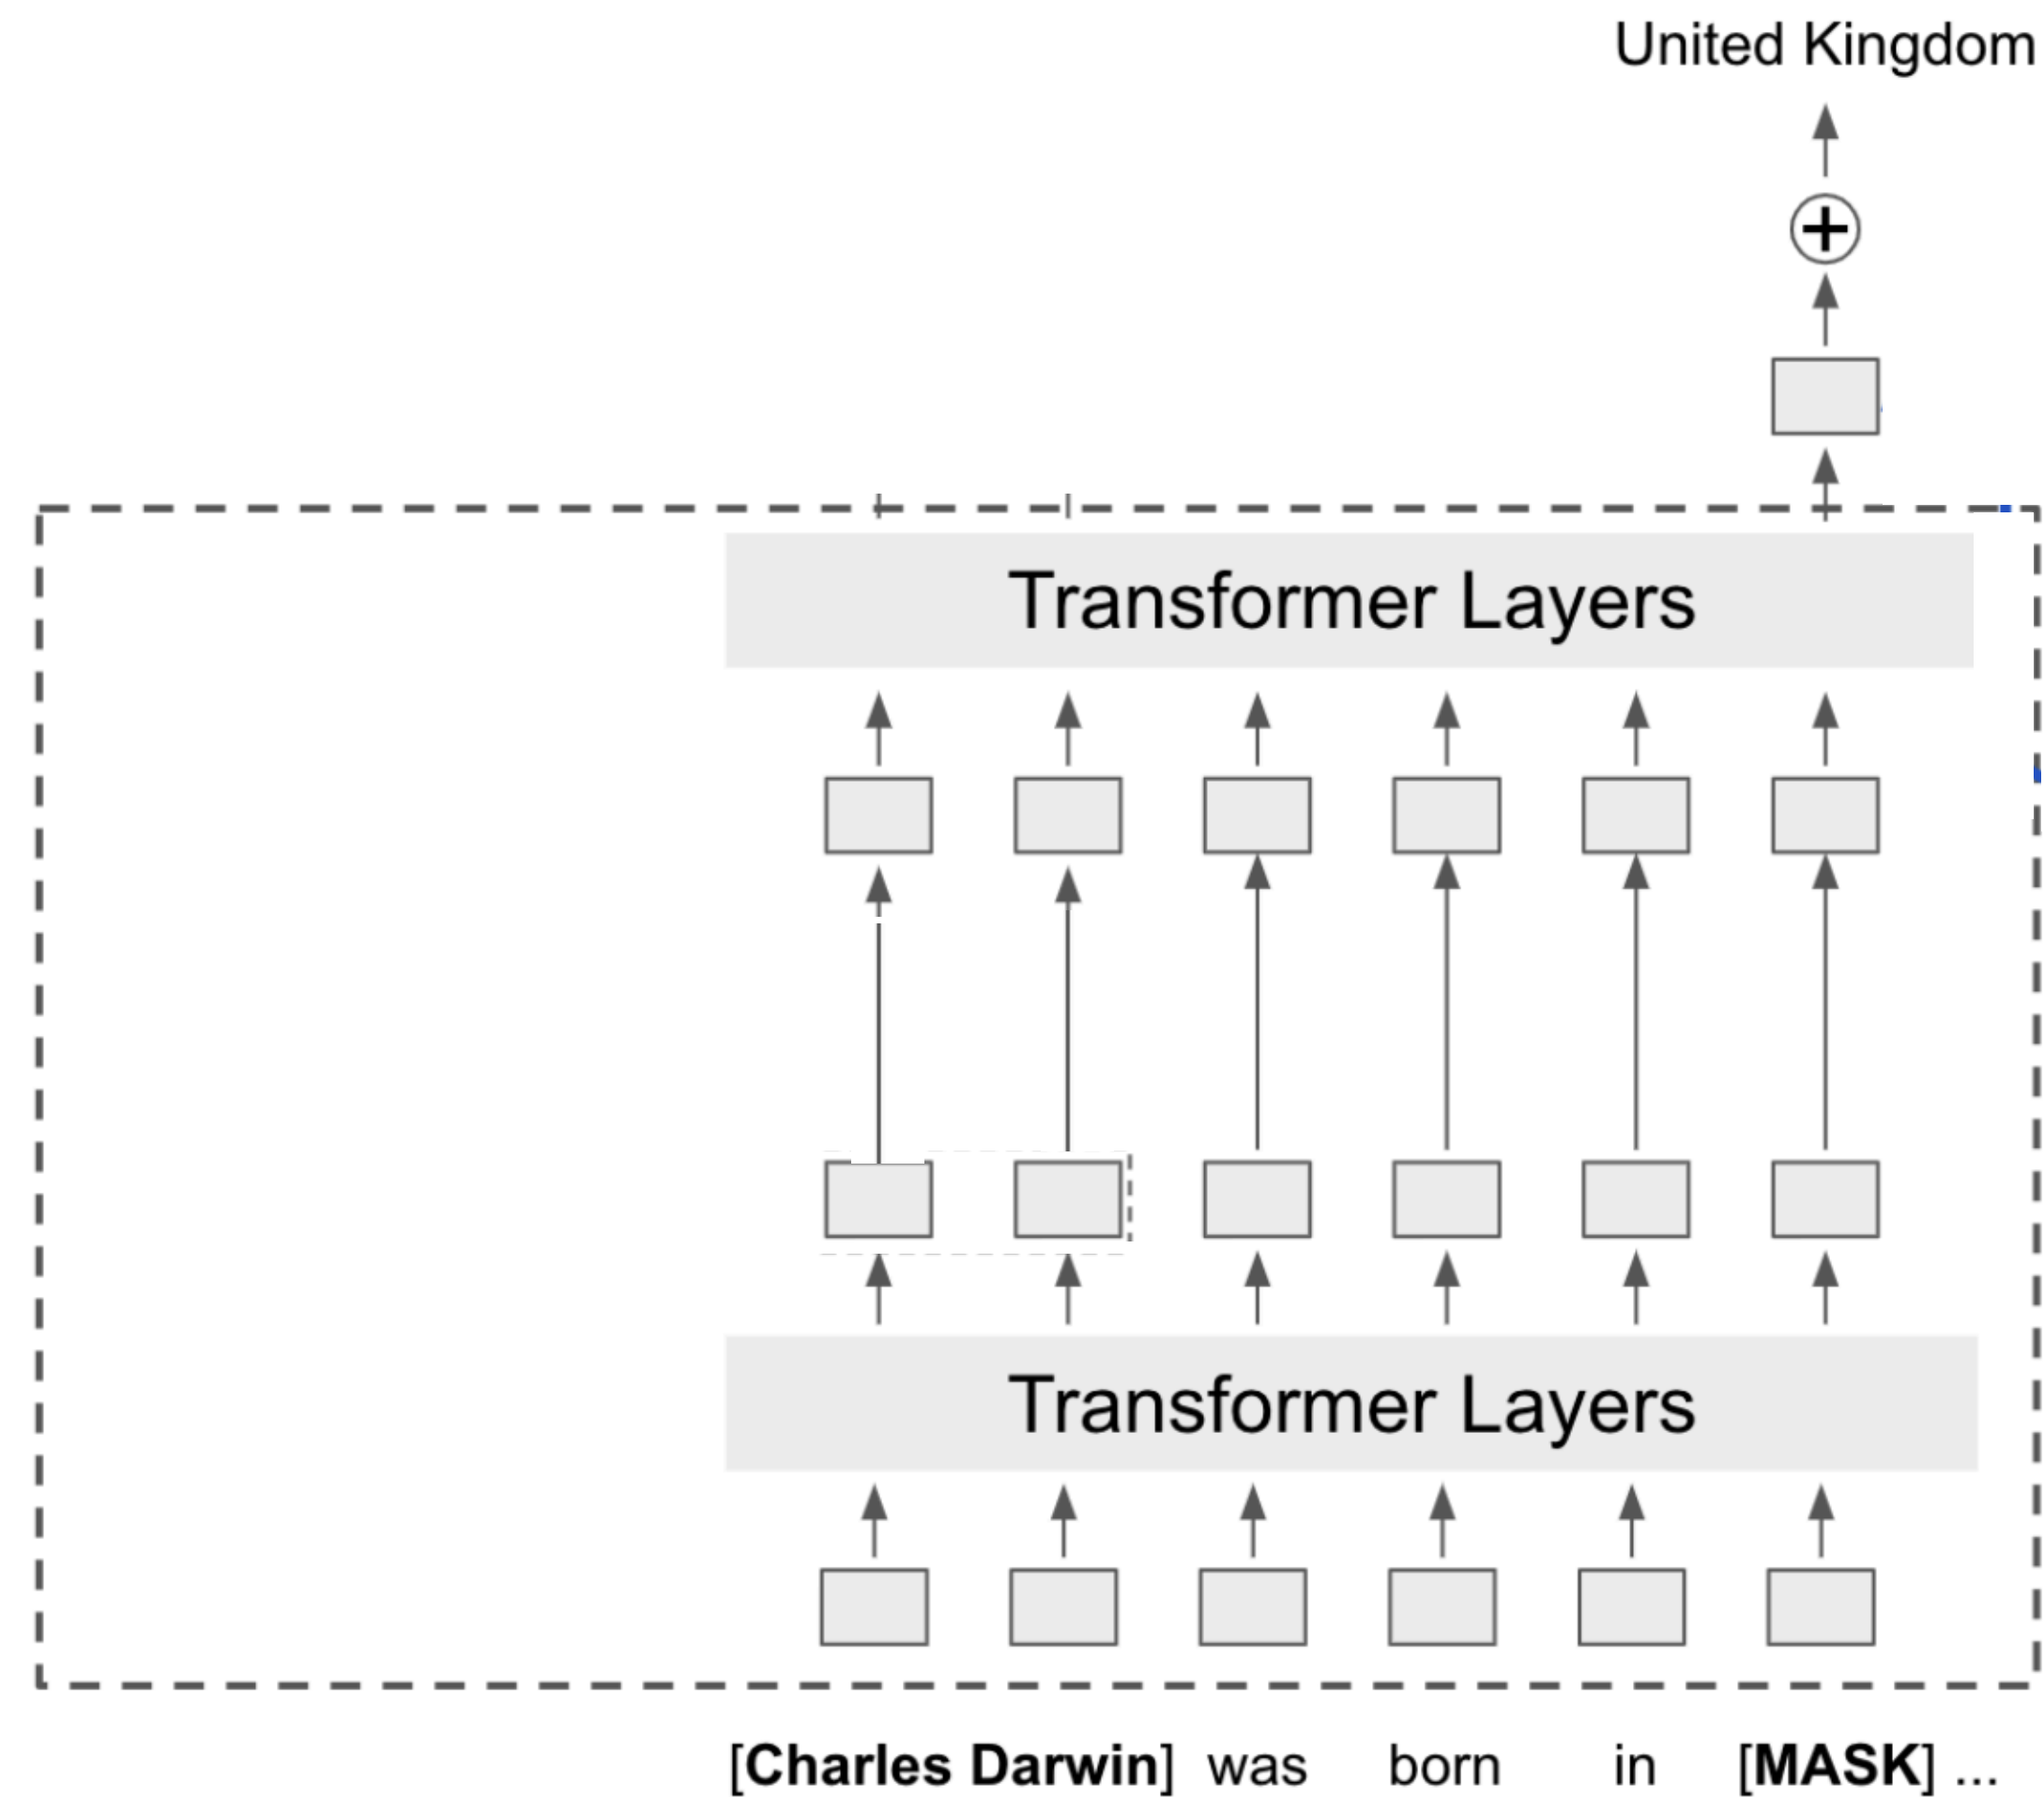 United Kingdom
Transformer Layers
Transformer Layers
[Charles Darwin] was born in [MASK] ...